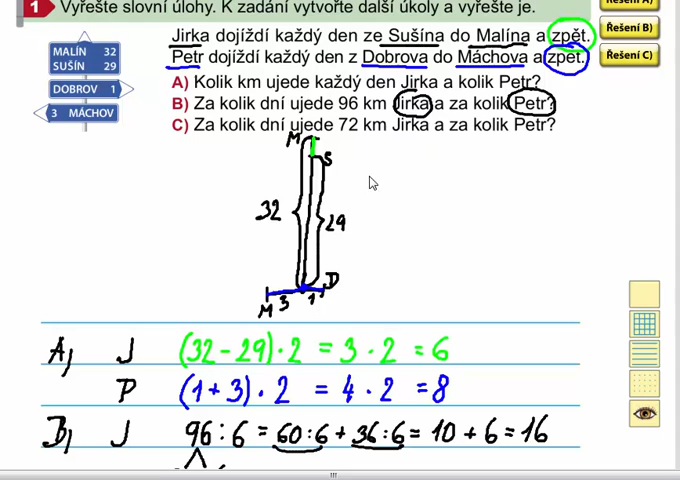 1 Vyřešte slovní úlohy. K zadání vytvořte další úkoly a vyřešte je.
Řešení A)
Jirka dojíždí každý den ze Sušína do Malína a zpět.
Řešení B)
MALÍN 32
SUŠÍN 29
Petr dojíždí každý den z Dobrova do Máchova a zpět.
Řešení C)
A) Kolik km ujede každý den Jirka a kolik Petr?
DOBROV 1
B) Za kolik dní ujede 96 km Jirka a za kolik Petr?
3 MÁCHOV
C) Za kolik dní ujede 72 km Jirka a za kolik Petr?
M
S
32
29
D
M 3 1
A) J (32 - 29) · 2 = 3 · 2 = 6
P (1 + 3) · 2 = 4 · 2 = 8
B) J 96 : 6 = 60 : 6 + 36 : 6 = 10 + 6 = 16